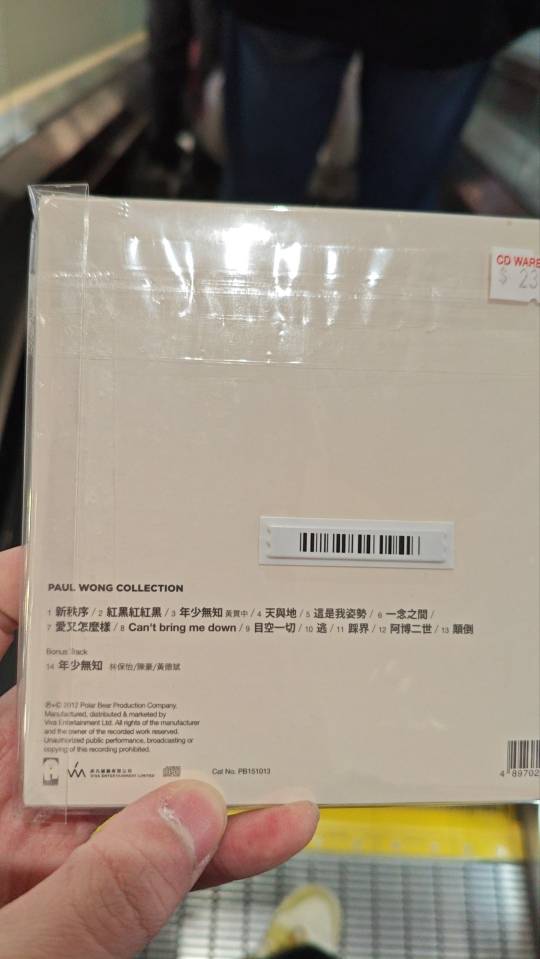 CD WARE
$ 23
PAUL WONG COLLECTION
1 新秩序 / 2 紅黑紅紅黑 / 3 年少無知 黃貫中 / 4 天與地 / 5 這是我姿勢 / 6 一念之間 /
7 愛又怎麼樣 / 8 Can't bring me down / 9 目空一切 / 10 逃 / 11 踩界 / 12 阿博二世 / 13 顛倒
Bonus Track
14 年少無知 林保怡/陳豪/黃德斌
℗+© 2012 Polar Bear Production Company.
Manufactured, distributed & marketed by
Viva Entertainment Ltd. All rights of the manufacturer
and the owner of the recorded work reserved.
Unauthorized public performance, broadcasting or
copying of this recording prohibited.
VIVA ENTERTAINMENT LIMITED
Cat No. PB151013
4 89702